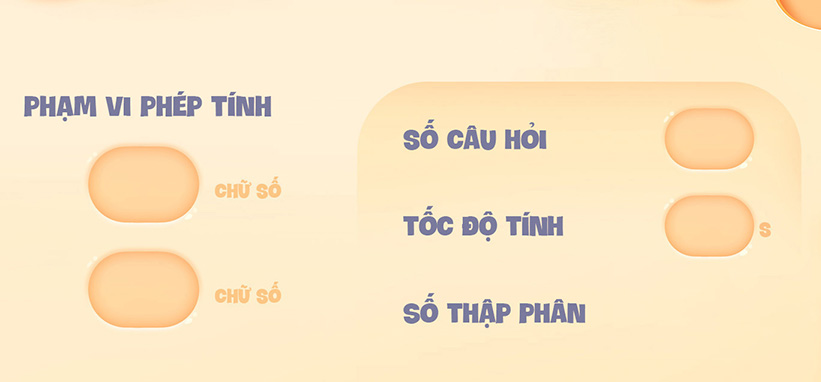 PHẠM VI PHÉP TÍNH
CHỮ SỐ
CHỮ SỐ
SỐ CÂU HỎI
TỐC ĐỘ TÍNH
S
SỐ THẬP PHÂN